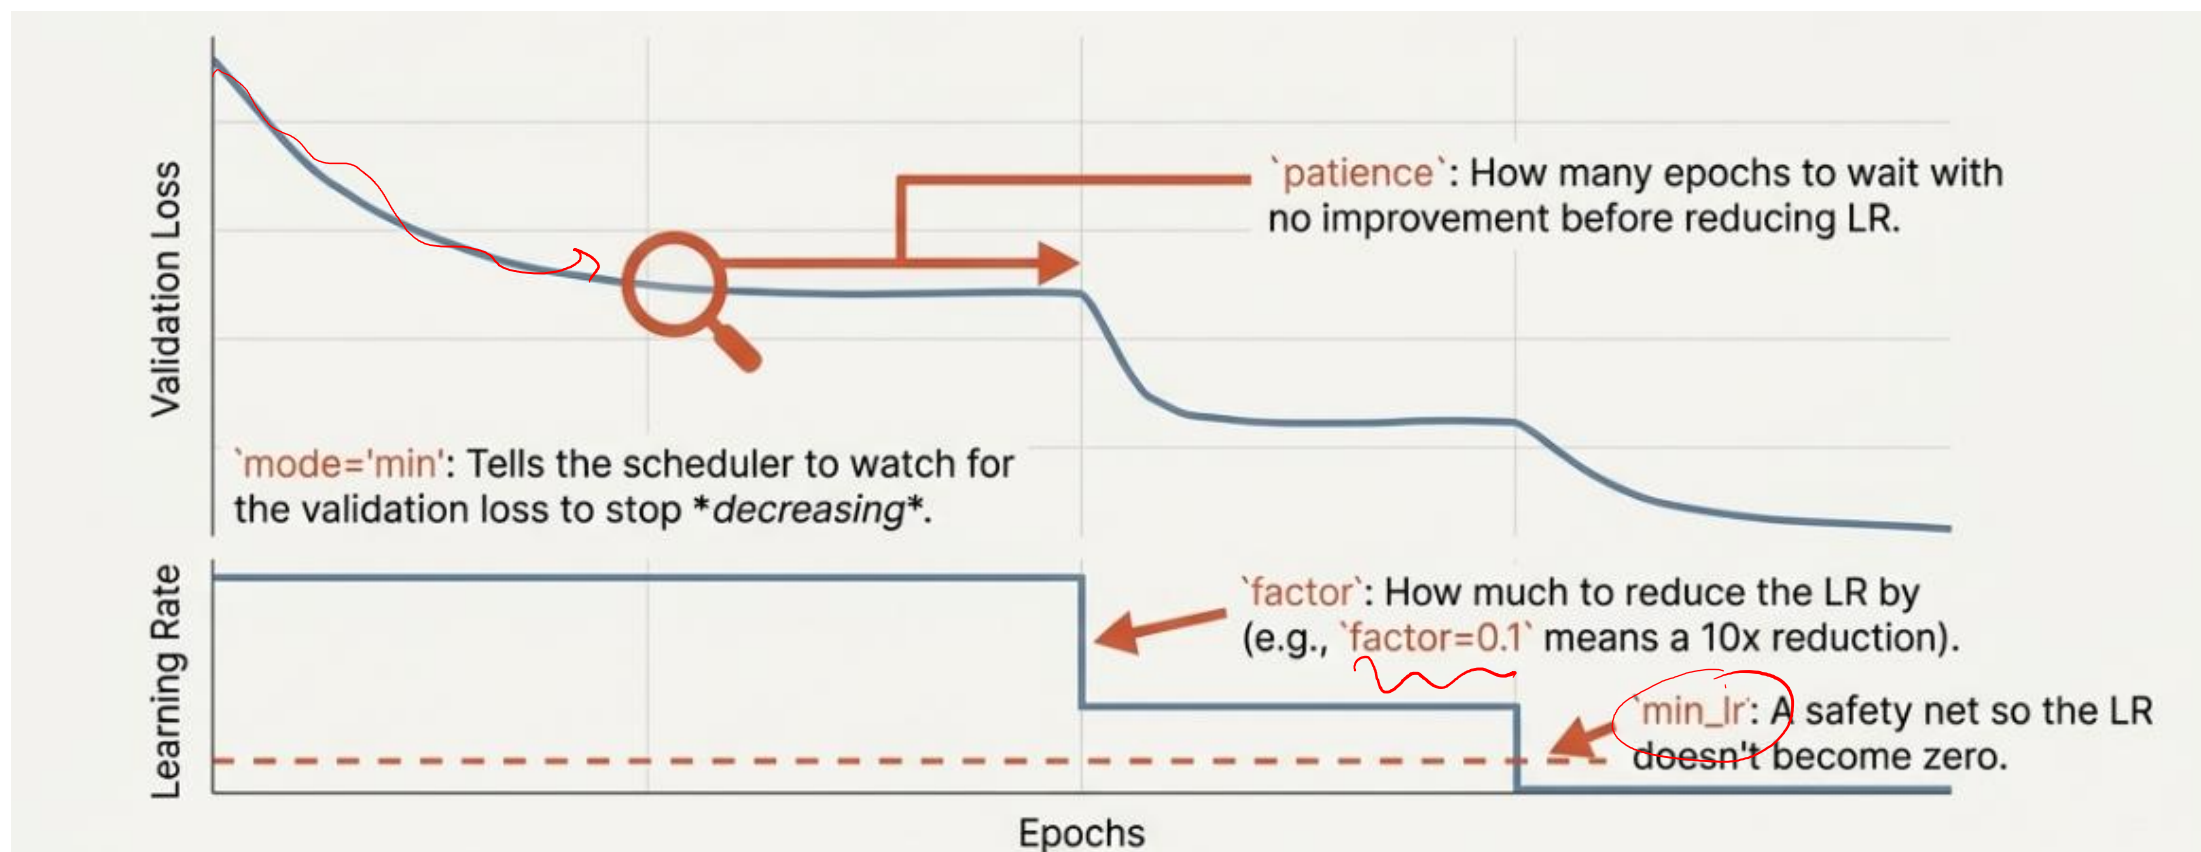 Validation Loss
`patience`: How many epochs to wait with
no improvement before reducing LR.
`mode='min': Tells the scheduler to watch for
the validation loss to stop *decreasing*.
Learning Rate
`factor`: How much to reduce the LR by
(e.g., `factor=0.1` means a 10x reduction).
`min_lr`: A safety net so the LR
doesn't become zero.
Epochs